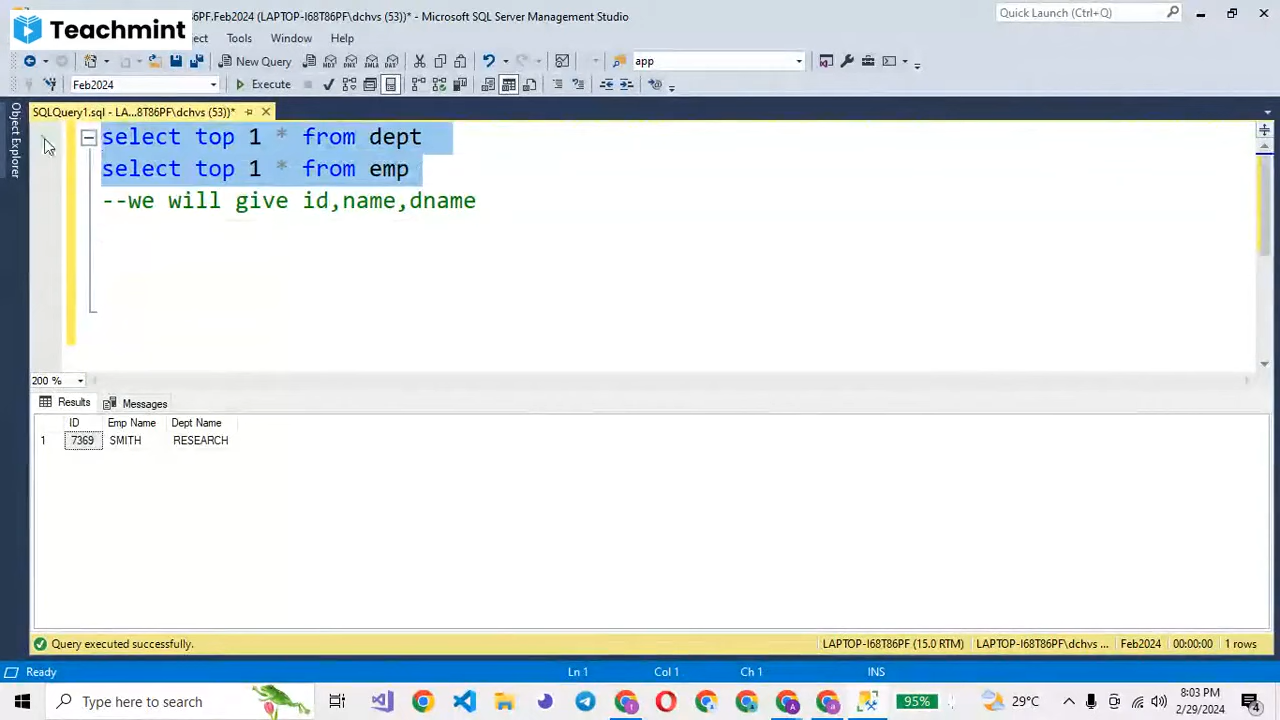 Teachmint
PF.Feb2024 (LAPTOP-I68T86PF\dchvs (53))* - Microsoft SQL Server Management Studio
Quick Launch (Ctrl+Q)
ect Tools Window Help
New Query
app
Feb2024
Execute
SQLQuery1.sql - LA...8T86PF\dchvs (53))*
Object Explorer
select top 1 * from dept
select top 1 * from emp
--we will give id,name,dname
200 %
Results
Messages
ID Emp Name Dept Name
1 7369 SMITH RESEARCH
Query executed successfully.
LAPTOP-I68T86PF (15.0 RTM)
LAPTOP-I68T86PF\dchvs ...
Feb2024
00:00:00
1 rows
Ready
Ln 1
Col 1
Ch 1
INS
Type here to search
95%
29°C
8:03 PM
2/29/2024
4